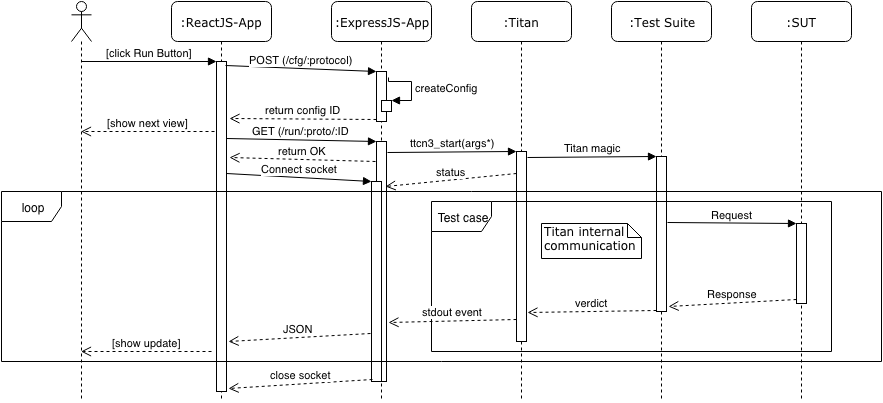 :ReactJS-App
:ExpressJS-App
:Titan
:Test Suite
:SUT
[click Run Button]
POST (/cfg/:protocol)
createConfig
return config ID
[show next view]
GET (/run/:proto/:ID
ttcn3_start(args*)
Titan magic
return OK
Connect socket
status
loop
Test case
Request
Titan internal
communication
Response
verdict
stdout event
JSON
[show update]
close socket